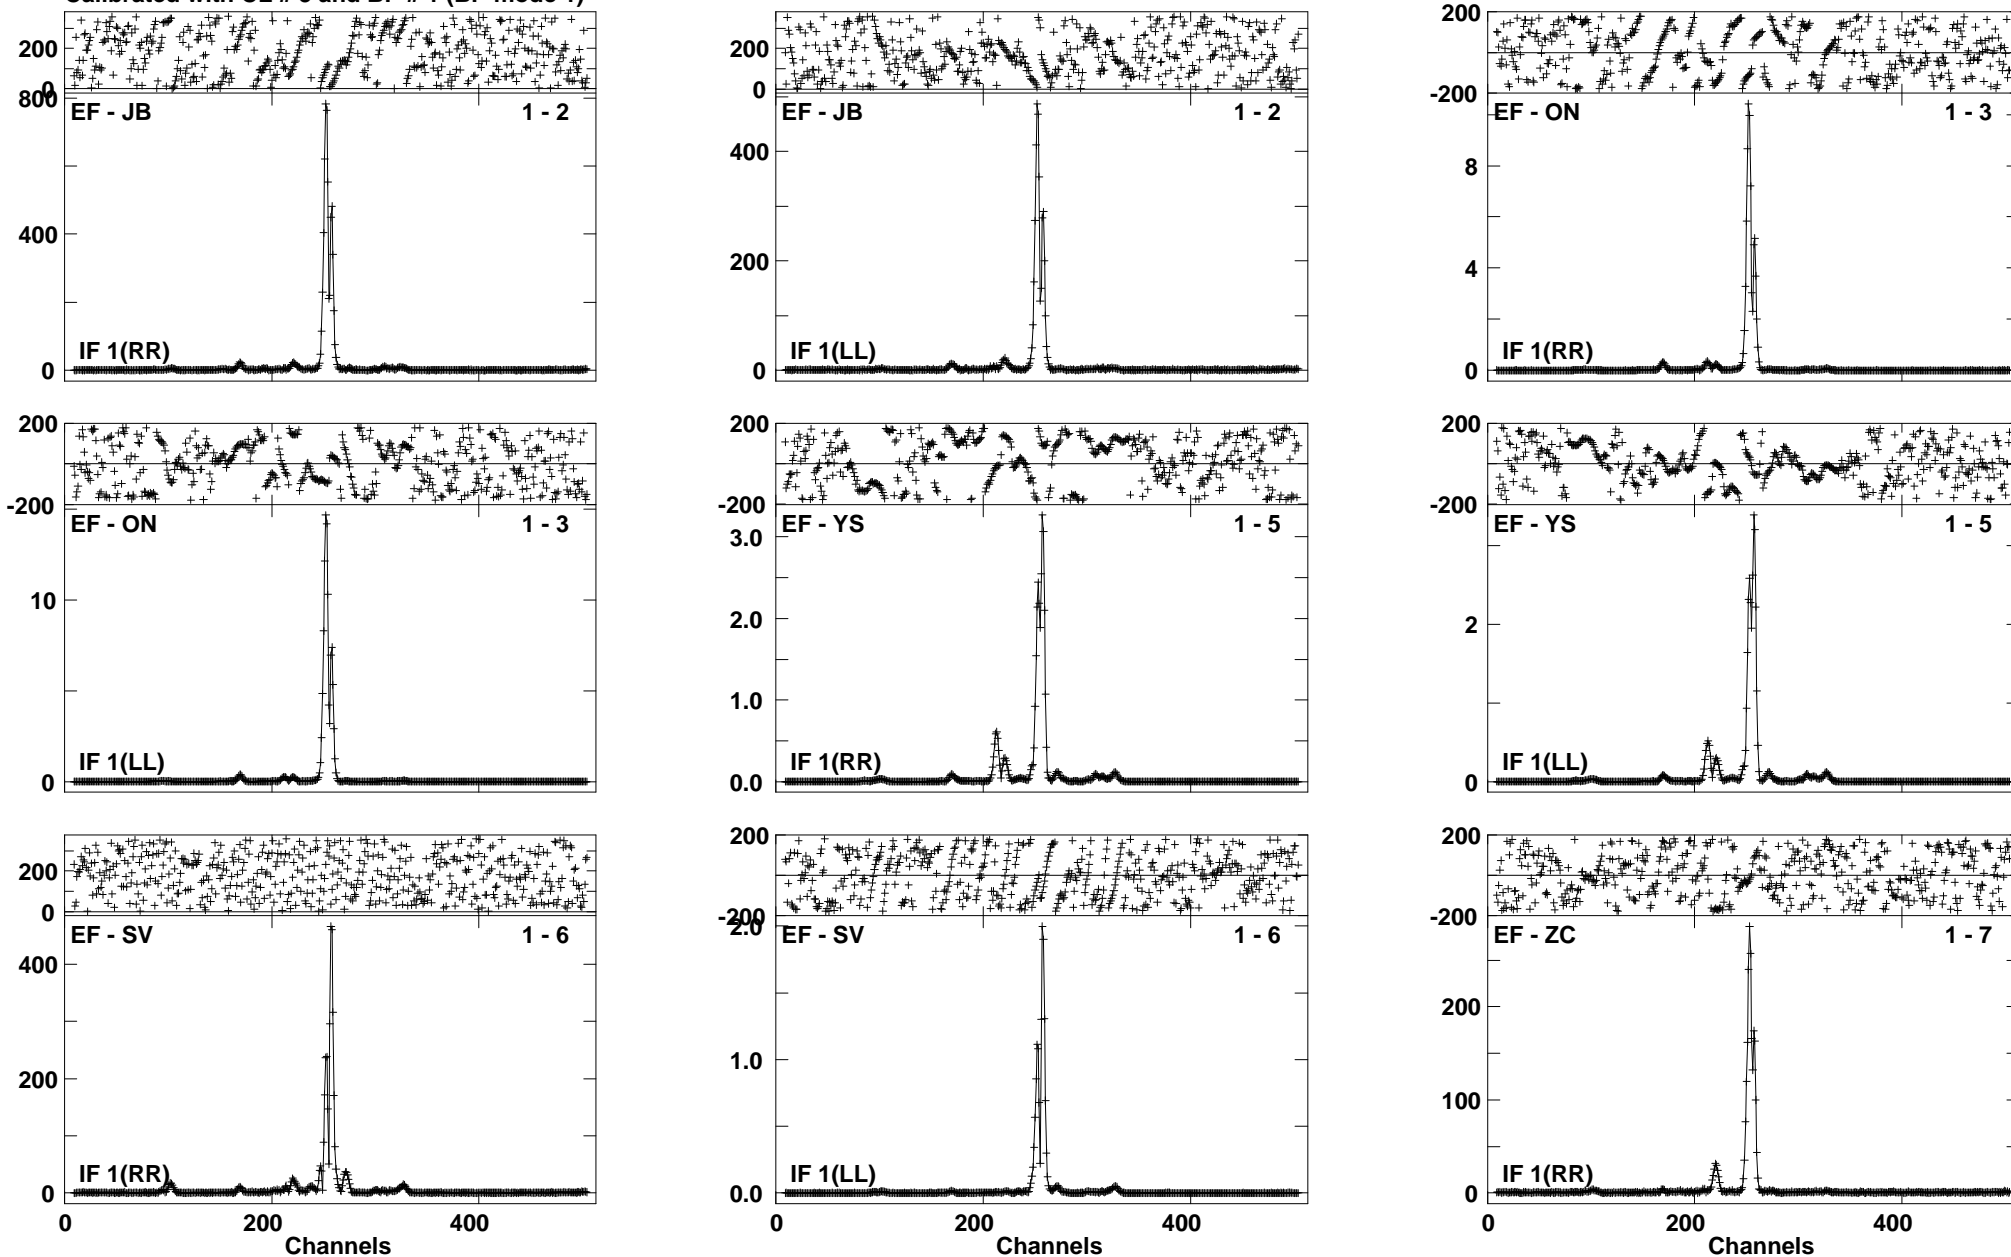 Calibrated with CL # 6 and BP # 1 (BP mode 1)
200
0
200
0
200
-200
EF - JB 1 - 2
800
400
0
IF 1(RR)
EF - JB 1 - 2
400
200
0
IF 1(LL)
EF - ON 1 - 3
8
4
0
IF 1(RR)
200
-200
200
-200
200
-200
EF - ON 1 - 3
10
0
IF 1(LL)
EF - YS 1 - 5
3.0
2.0
1.0
0.0
IF 1(RR)
EF - YS 1 - 5
2
0
IF 1(LL)
200
0
200
-200
200
-200
EF - SV 1 - 6
400
200
0
IF 1(RR)
0 200 400
Channels
EF - SV 1 - 6
2.0
1.0
0.0
IF 1(LL)
0 200 400
Channels
EF - ZC 1 - 7
200
100
0
IF 1(RR)
0 200 400
Channels